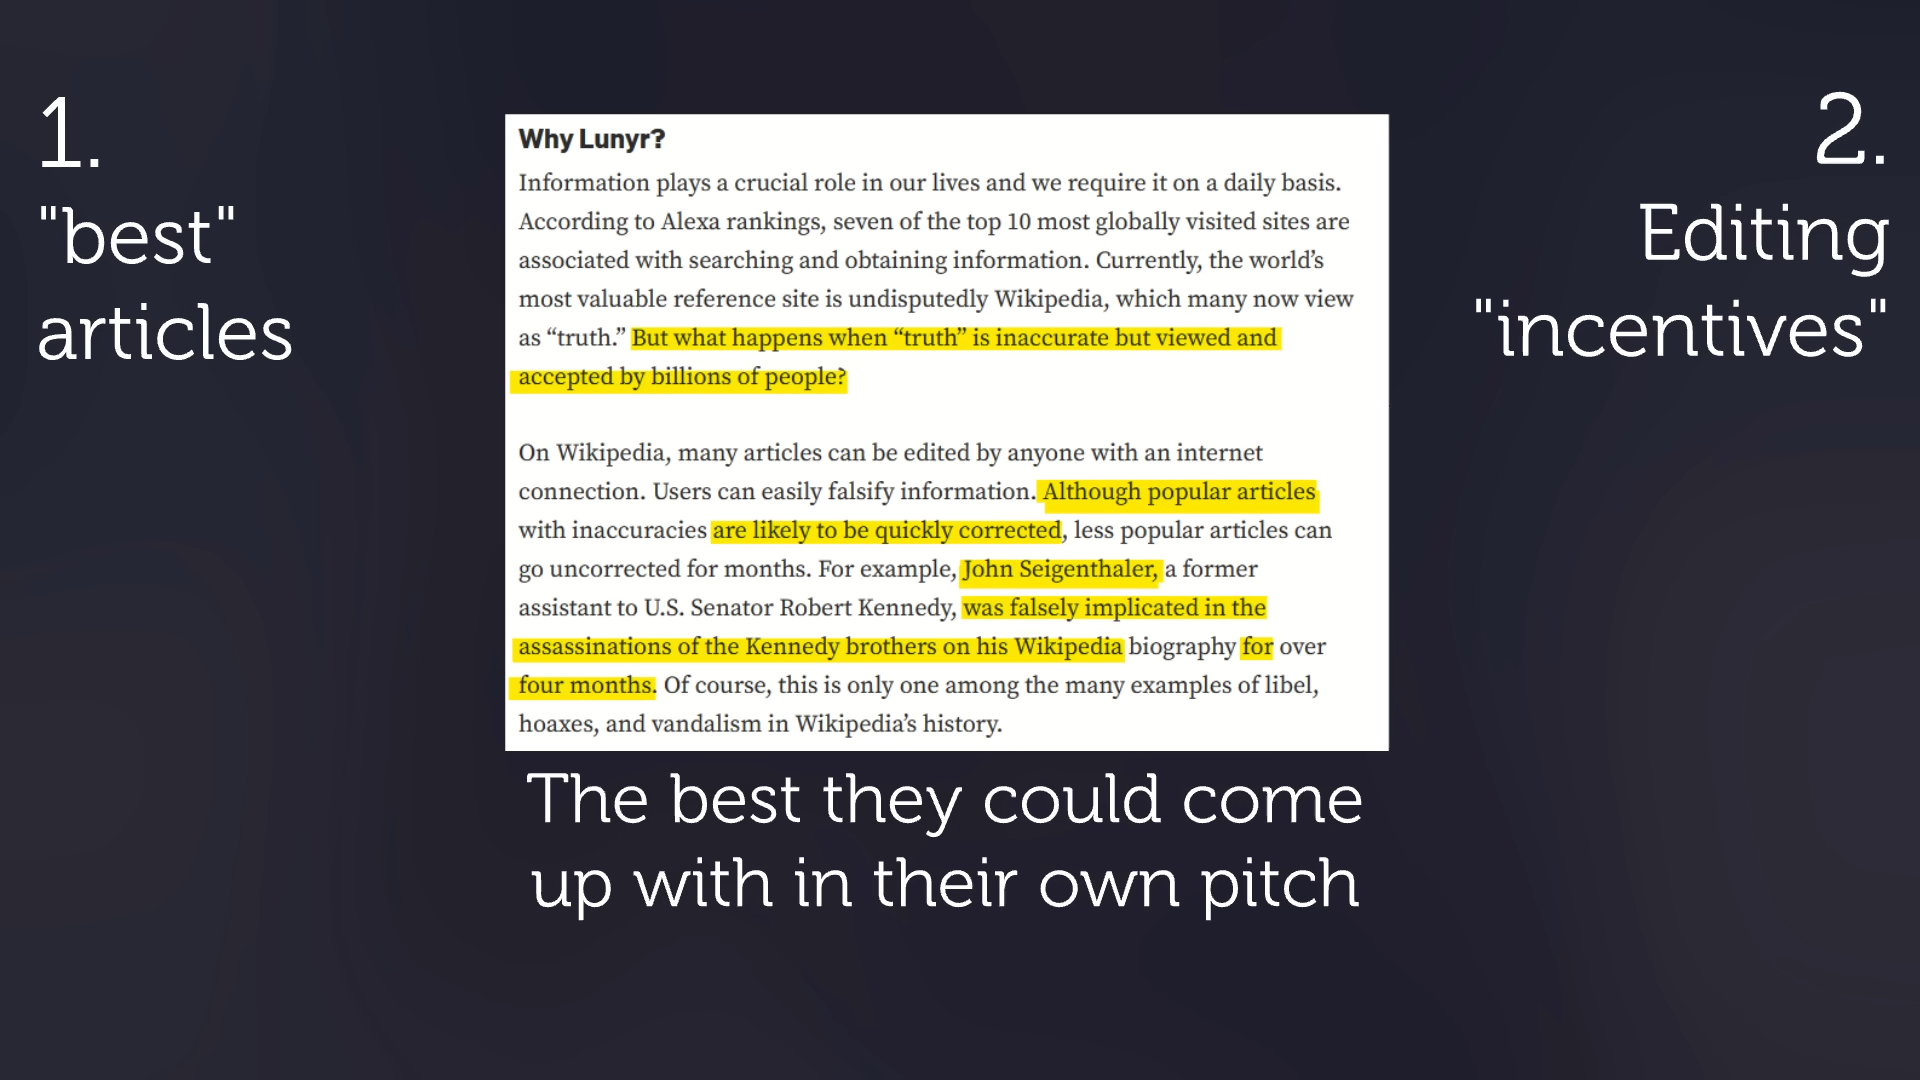 1.
"best"
articles
Why Lunyr?
Information plays a crucial role in our lives and we require it on a daily basis.
According to Alexa rankings, seven of the top 10 most globally visited sites are
associated with searching and obtaining information. Currently, the world’s
most valuable reference site is undisputedly Wikipedia, which many now view
as “truth.” But what happens when “truth” is inaccurate but viewed and
accepted by billions of people?
On Wikipedia, many articles can be edited by anyone with an internet
connection. Users can easily falsify information. Although popular articles
with inaccuracies are likely to be quickly corrected, less popular articles can
go uncorrected for months. For example, John Seigenthaler, a former
assistant to U.S. Senator Robert Kennedy, was falsely implicated in the
assassinations of the Kennedy brothers on his Wikipedia biography for over
four months. Of course, this is only one among the many examples of libel,
hoaxes, and vandalism in Wikipedia’s history.
The best they could come
up with in their own pitch
2.
Editing
"incentives"